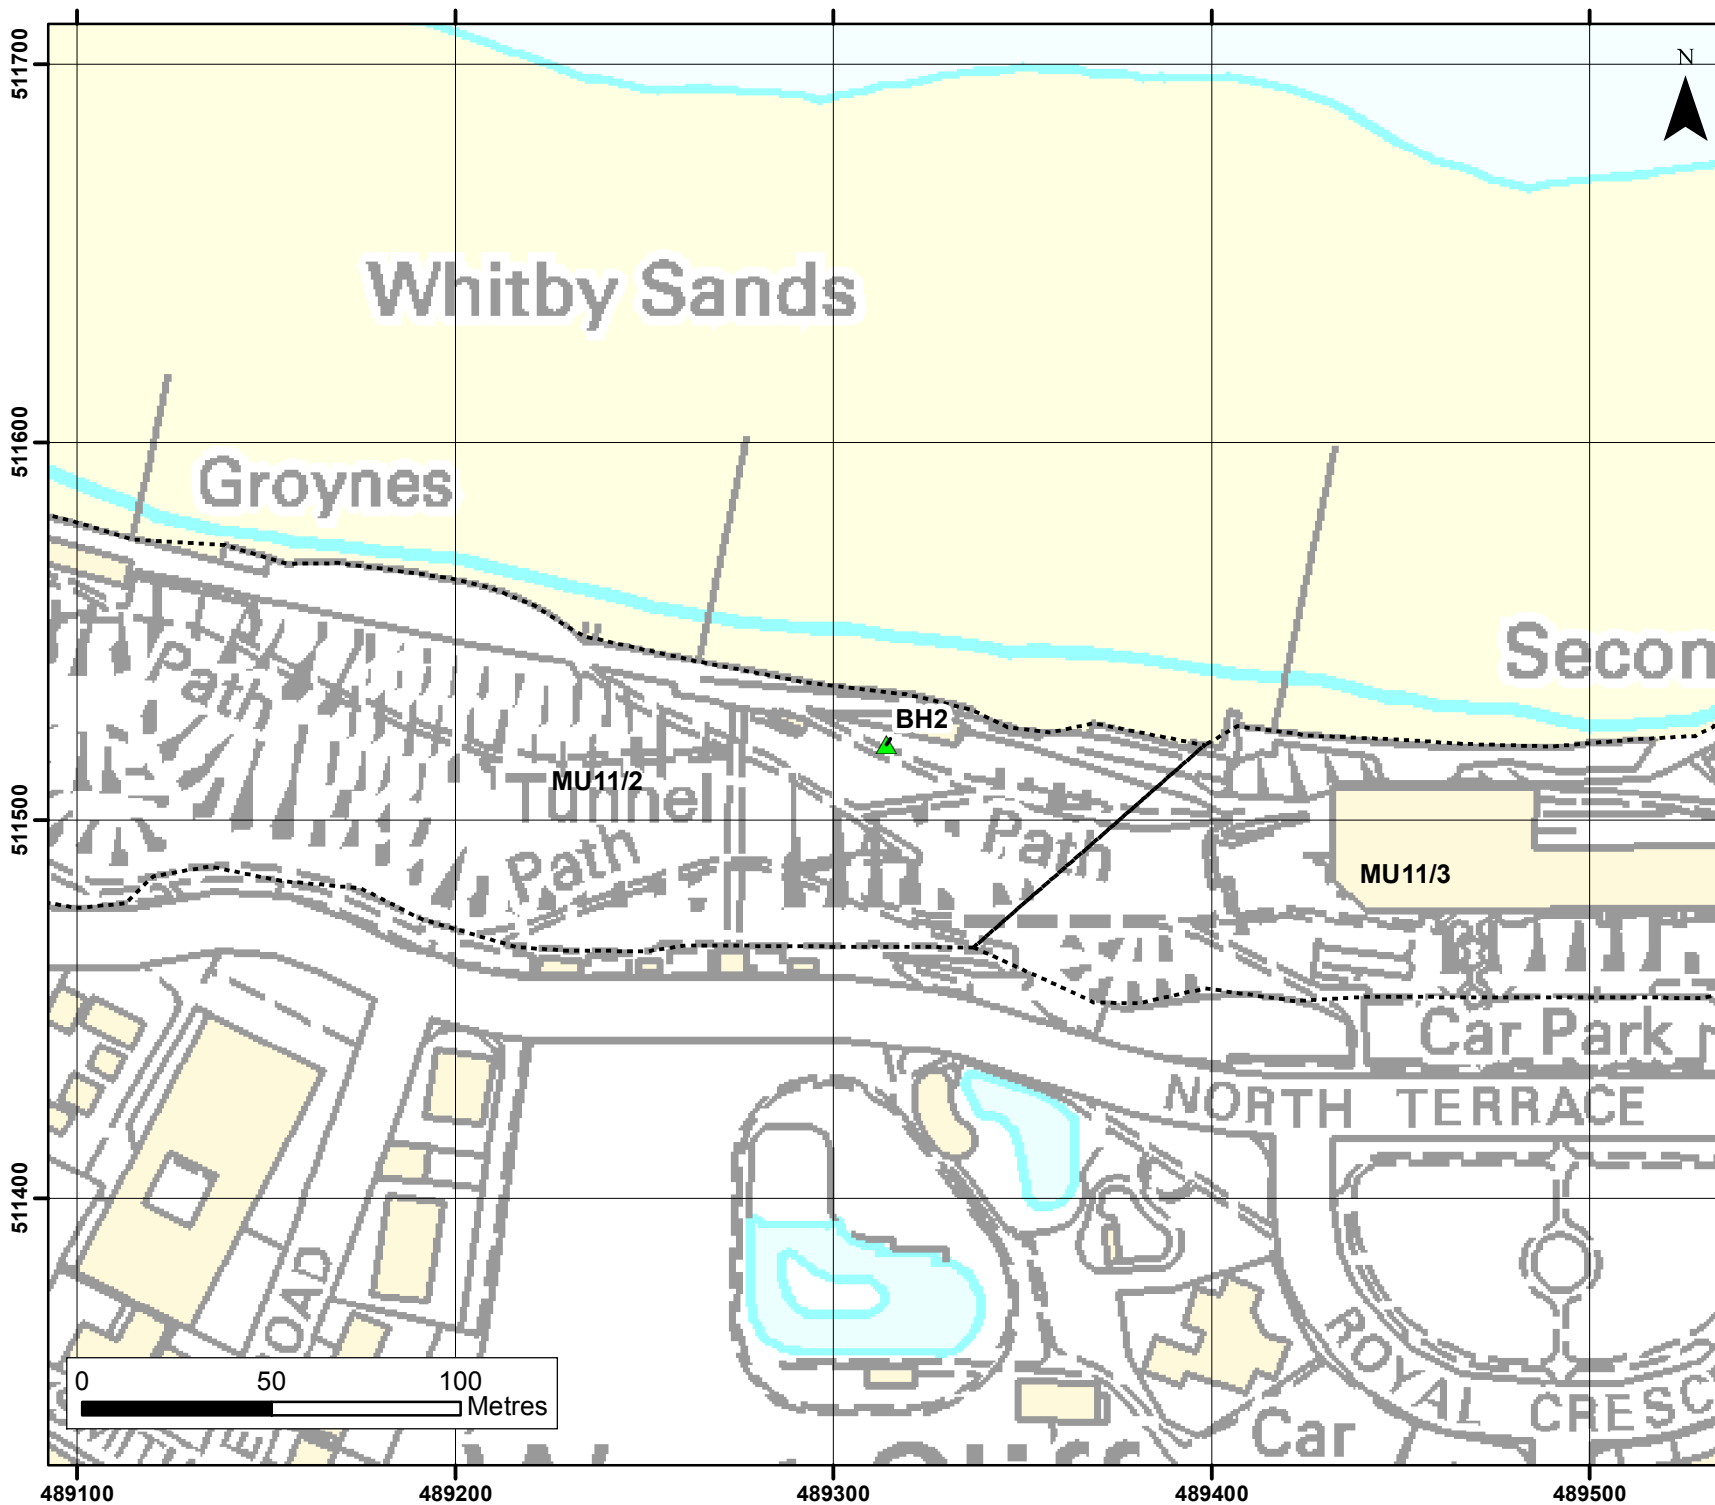 511700
N
Whitby Sands
511600
Groynes
Secon
Path
BH2
MU11/2
Tunnel
511500
Path
Path
MU11/3
Car Park
NORTH TERRACE
511400
OAD
ROYAL CRESC
0 50 100
Metres
Car
489100 489200 489300 489400 489500